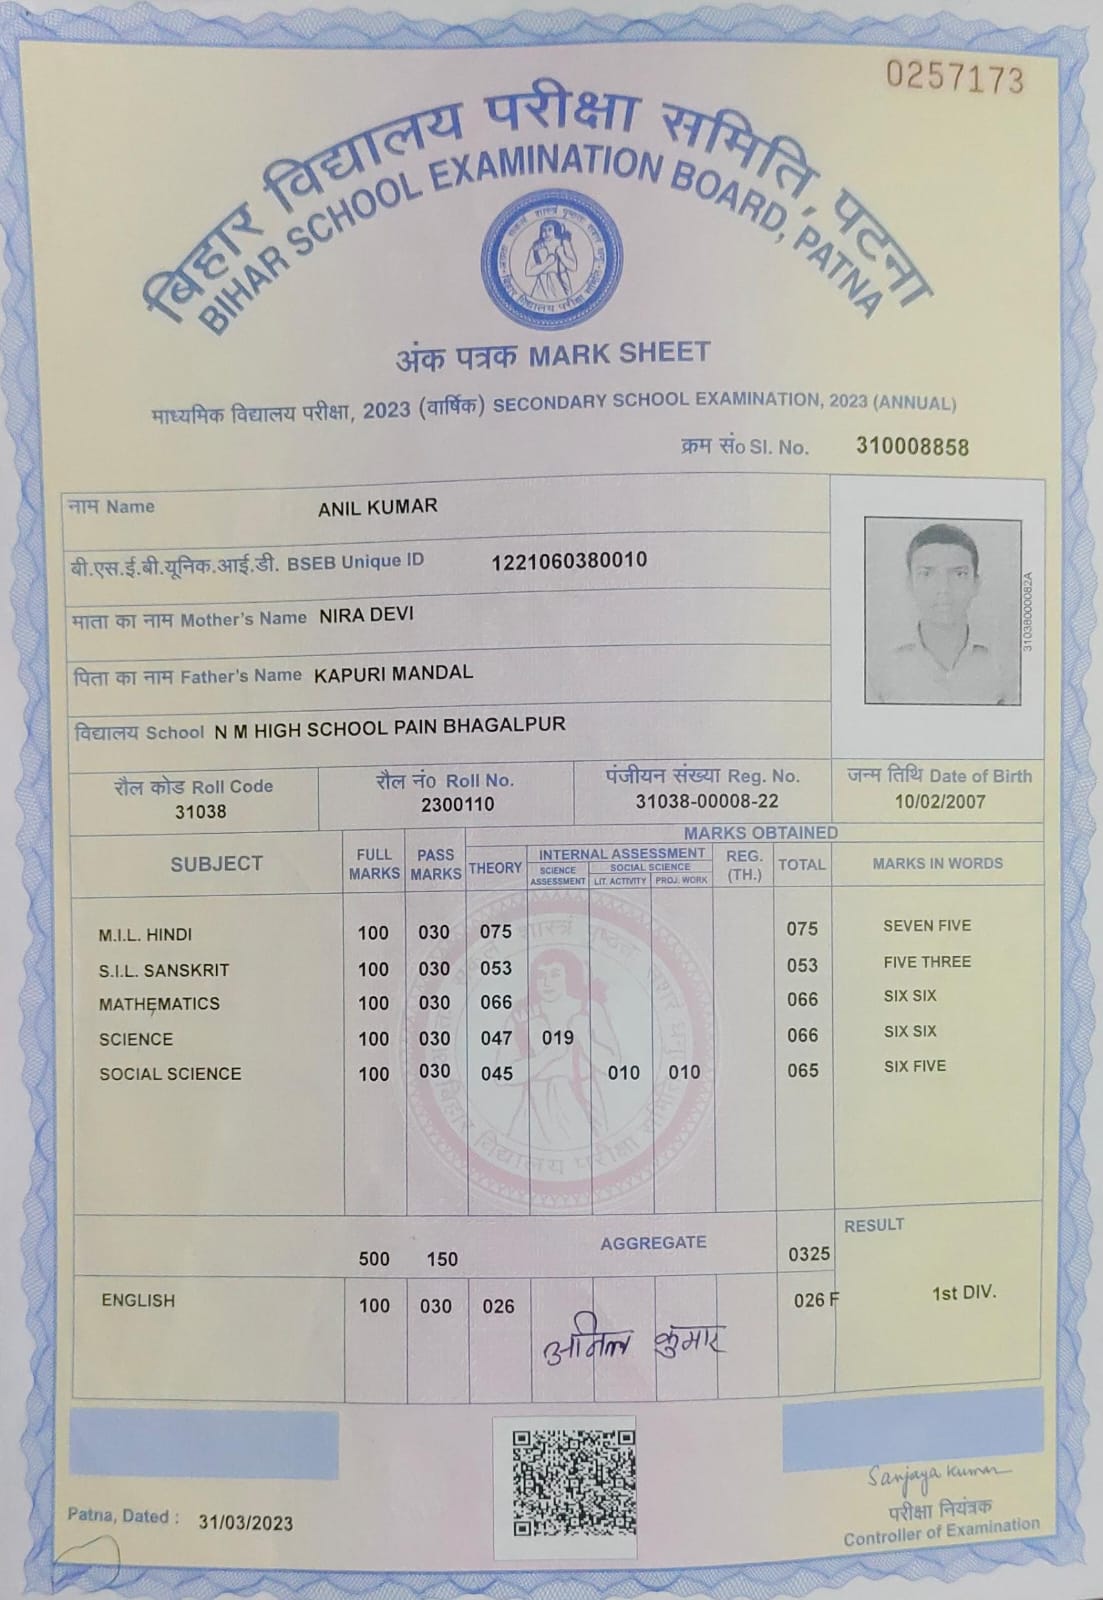 0257173
बिहार विद्यालय परीक्षा समिति, पटना
BIHAR SCHOOL EXAMINATION BOARD, PATNA
अंक पत्रक MARK SHEET
माध्यमिक विद्यालय परीक्षा, 2023 (वार्षिक) SECONDARY SCHOOL EXAMINATION, 2023 (ANNUAL)
क्रम सं० Sl. No. 310008858
नाम Name ANIL KUMAR
बी.एस.ई.बी.यूनिक.आई.डी. BSEB Unique ID 1221060380010
माता का नाम Mother's Name NIRA DEVI
पिता का नाम Father's Name KAPURI MANDAL
विद्यालय School N M HIGH SCHOOL PAIN BHAGALPUR
31038000082A
रौल कोड Roll Code रौल नं० Roll No. पंजीयन संख्या Reg. No. जन्म तिथि Date of Birth
31038 2300110 31038-00008-22 10/02/2007
MARKS OBTAINED
SUBJECT FULL MARKS PASS MARKS THEORY INTERNAL ASSESSMENT REG. (TH.) TOTAL MARKS IN WORDS
SCIENCE ASSESSMENT SOCIAL SCIENCE
LIT. ACTIVITY PROJ. WORK
M.I.L. HINDI 100 030 075 075 SEVEN FIVE
S.I.L. SANSKRIT 100 030 053 053 FIVE THREE
MATHEMATICS 100 030 066 066 SIX SIX
SCIENCE 100 030 047 019 066 SIX SIX
SOCIAL SCIENCE 100 030 045 010 010 065 SIX FIVE
500 150 AGGREGATE 0325 RESULT
ENGLISH 100 030 026 026 F 1st DIV.
अनिल कुमार
Sanjaya Kumar
परीक्षा नियंत्रक
Controller of Examination
Patna, Dated : 31/03/2023
बिहार विद्यालय परीक्षा समिति